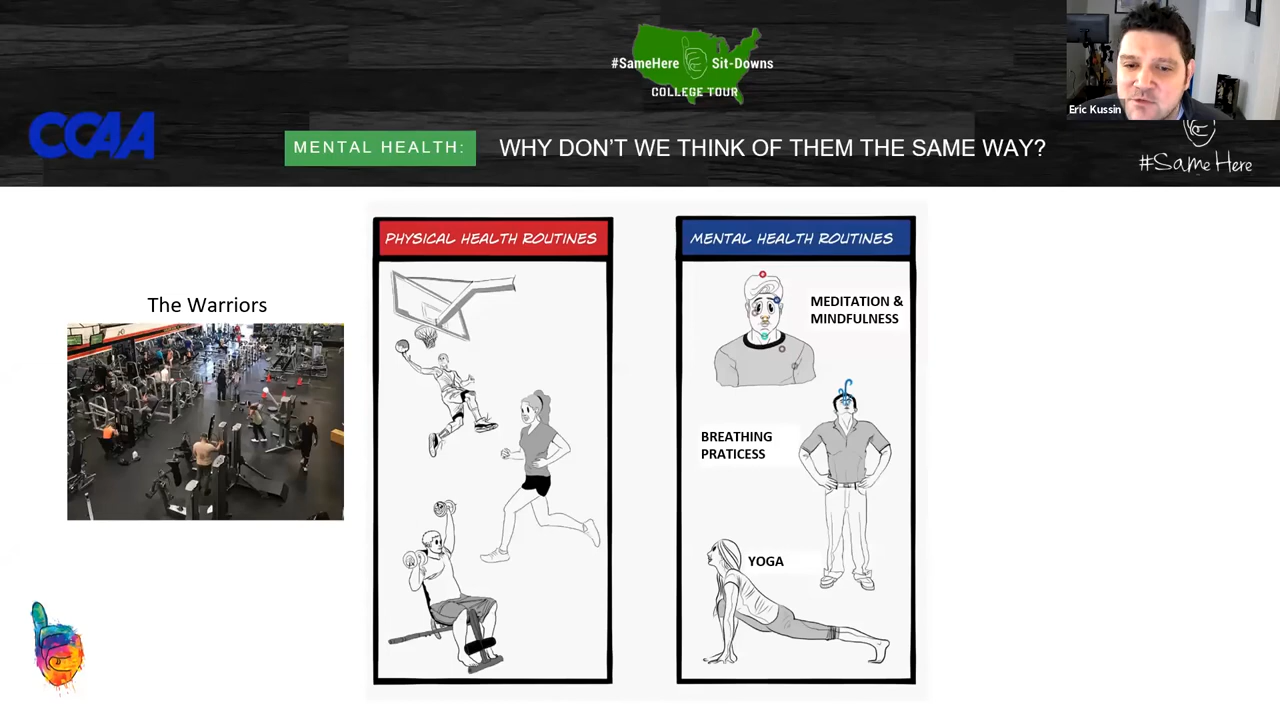 #SameHere Sit-Downs
COLLEGE TOUR
Eric Kussin
CCAA
MENTAL HEALTH: WHY DON'T WE THINK OF THEM THE SAME WAY?
#SameHere
The Warriors
PHYSICAL HEALTH ROUTINES
MENTAL HEALTH ROUTINES
MEDITATION &
MINDFULNESS
BREATHING
PRATICESS
YOGA